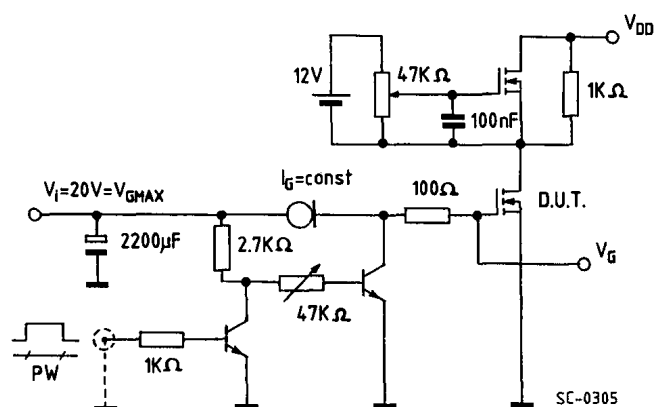 V_DD
12V
47KΩ
1KΩ
100nF
I_G=const
V_i=20V=V_GMAX
100Ω
D.U.T.
2200µF
2.7KΩ
V_G
47KΩ
1KΩ
PW
SC-0305